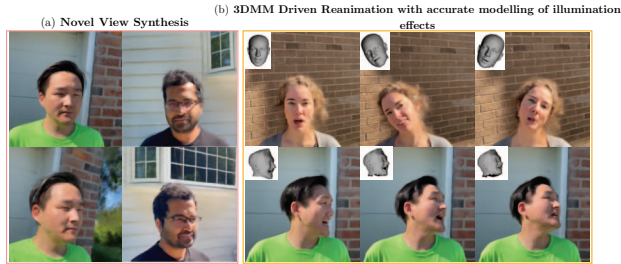 (a) Novel View Synthesis
(b) 3DMM Driven Reanimation with accurate modelling of illumination
effects